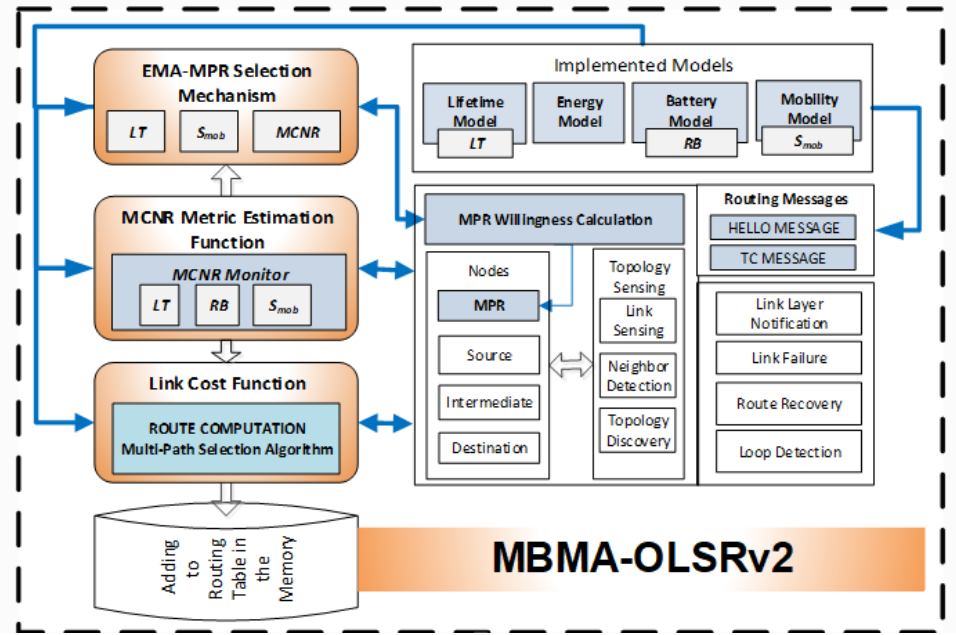 EMA-MPR Selection
Mechanism
LT
S_mob
MCNR
MCNR Metric Estimation
Function
MCNR Monitor
LT
RB
S_mob
Link Cost Function
ROUTE COMPUTATION
Multi-Path Selection Algorithm
Adding
to
Routing
Table in
the
Memory
Implemented Models
Lifetime
Model
LT
Energy
Model
Battery
Model
RB
Mobility
Model
S_mob
MPR Willingness Calculation
Nodes
MPR
Source
Intermediate
Destination
Topology
Sensing
Link
Sensing
Neighbor
Detection
Topology
Discovery
Routing Messages
HELLO MESSAGE
TC MESSAGE
Link Layer
Notification
Link Failure
Route Recovery
Loop Detection
MBMA-OLSRv2